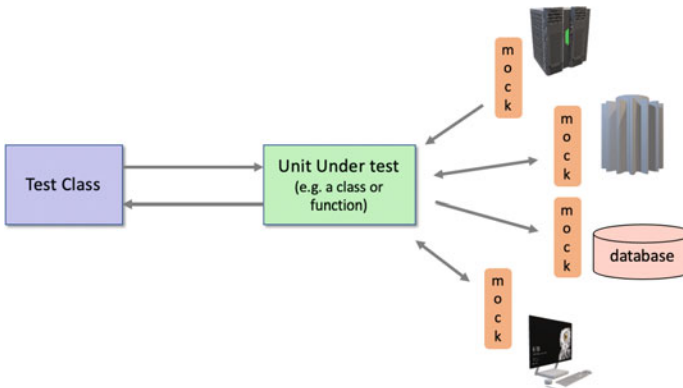 Test Class
Unit Under test
(e.g. a class or
function)
m
o
c
k
m
o
c
k
m
o
c
k
database
m
o
c
k